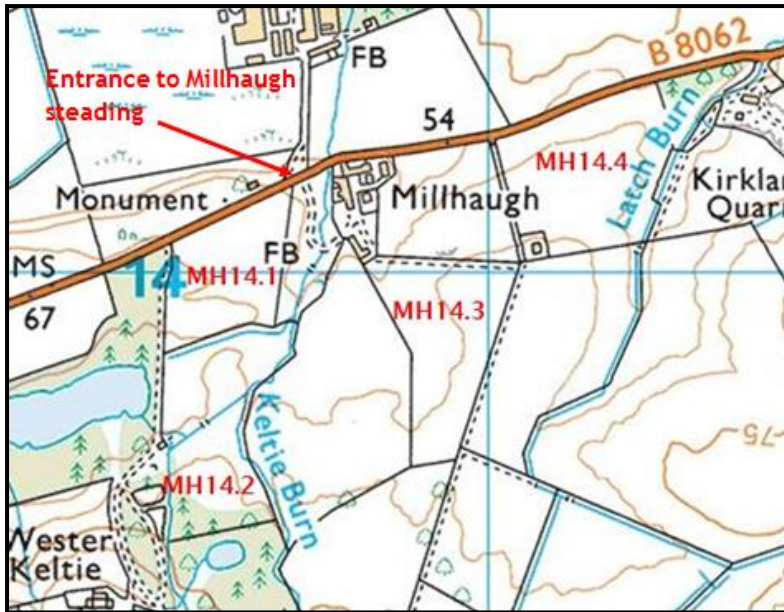 B 8062
FB
Entrance to Millhaugh
steading
54
MH14.4
Latch Burn
Monument
Millhaugh
Kirklan
Quar
FB
MS
14
MH14.1
67
MH14.3
75
Keltie Burn
MH14.2
Wester
Keltie